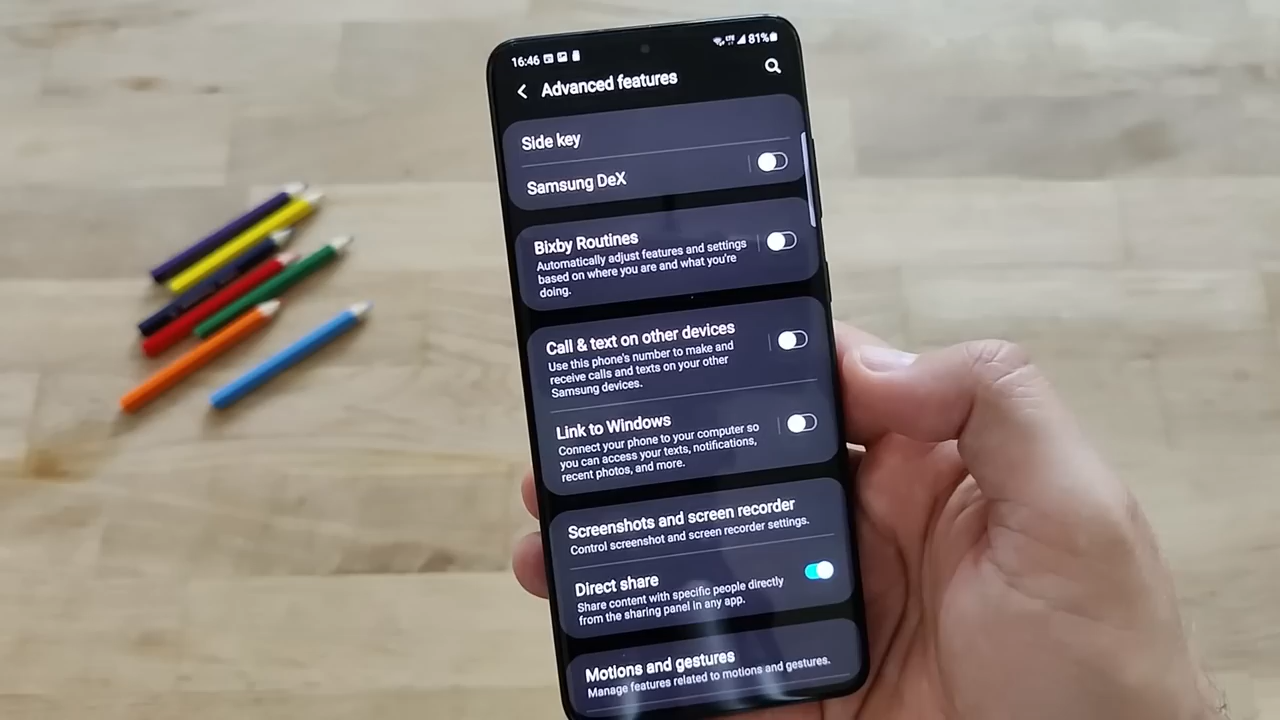 16:46 LTE 81%
Advanced features
Side key
Samsung DeX
Bixby Routines
Automatically adjust features and settings
based on where you are and what you're
doing.
Call & text on other devices
Use this phone's number to make and
receive calls and texts on your other
Samsung devices.
Link to Windows
Connect your phone to your computer so
you can access your texts, notifications,
recent photos, and more.
Screenshots and screen recorder
Control screenshot and screen recorder settings.
Direct share
Share content with specific people directly
from the sharing panel in any app.
Motions and gestures
Manage features related to motions and gestures.